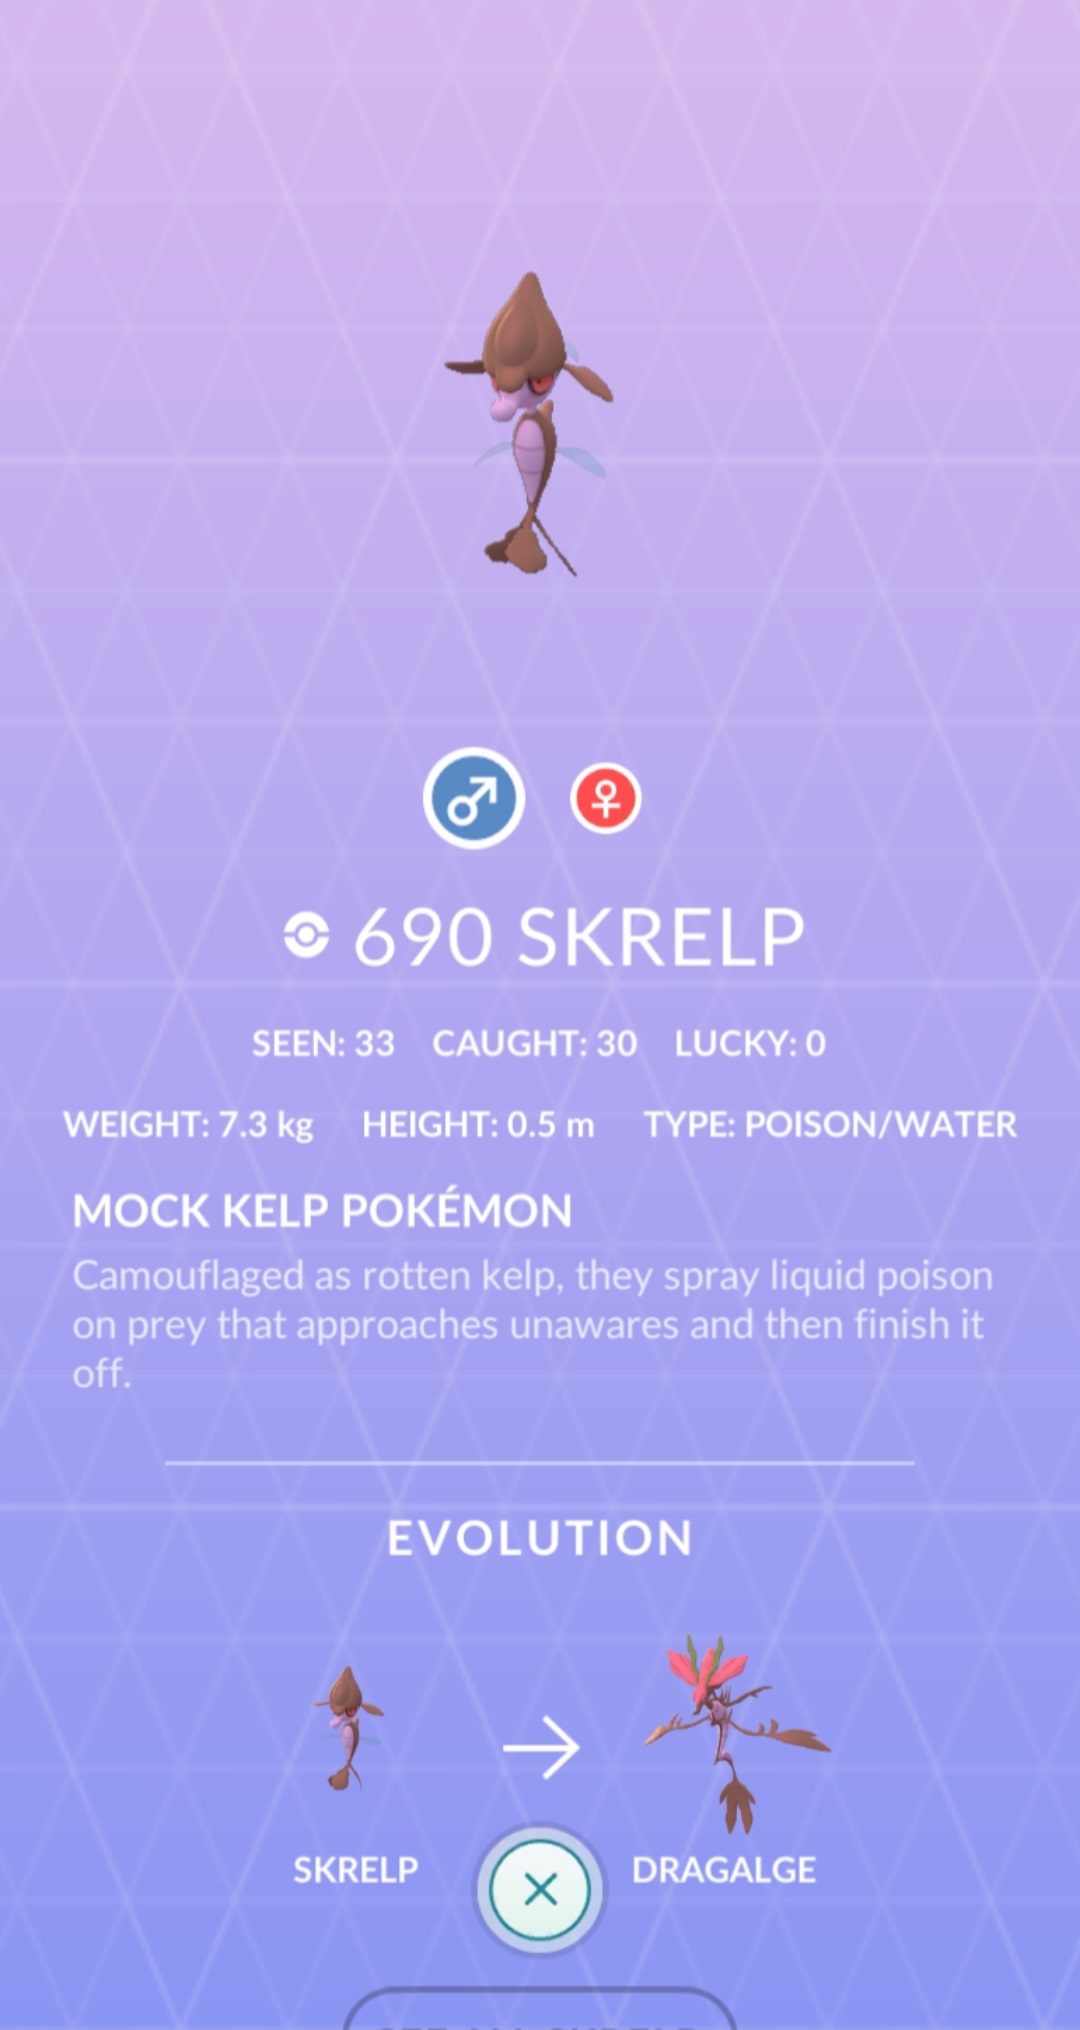 690 SKRELP
SEEN: 33 CAUGHT: 30 LUCKY: 0
WEIGHT: 7.3 kg HEIGHT: 0.5 m TYPE: POISON/WATER
MOCK KELP POKÉMON
Camouflaged as rotten kelp, they spray liquid poison
on prey that approaches unawares and then finish it
off.
EVOLUTION
SKRELP DRAGALGE